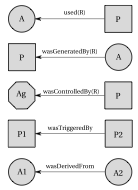 A used(R) P
P wasGeneratedBy(R) A
Ag wasControlledBy(R) P
P1 wasTriggeredBy P2
A1 wasDerivedFrom A2